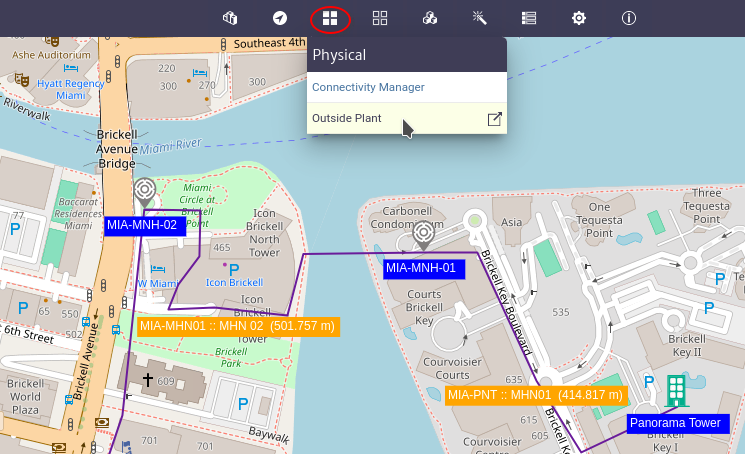 Physical
Connectivity Manager
Outside Plant
Southeast 4th
Ashe Auditorium
220
300
270
300
Hyatt Regency
Miami
Riverwalk
Brickell
Avenue
Bridge
Miami River
Miami
Circle at
Brickell
Point
Baccarat
Residences
Miami
77
P
MIA-MNH-02
465
Icon
Brickell
North
Tower
W Miami
P
Icon Brickell
Icon
Brickell
Tower
MIA-MHN01 :: MHN 02 (501.757 m)
65
P
6th Street
Brickell Avenue
Brickell
Park
Brickell
World
Plaza
609
P
Baywalk
701
701
Carbonell
Condominium
MIA-MNH-01
Asia
One
Tequesta
Point
Three
Tequesta
Point
P
P
Courts
Brickell
Key
Brickell Key Boulevard
535
Courvoisier
Courts
635
MIA-PNT :: MHN01 (414.817 m)
615
605
Courvoisier
Centre
Brickell
Key II
P
Panorama Tower
Key I